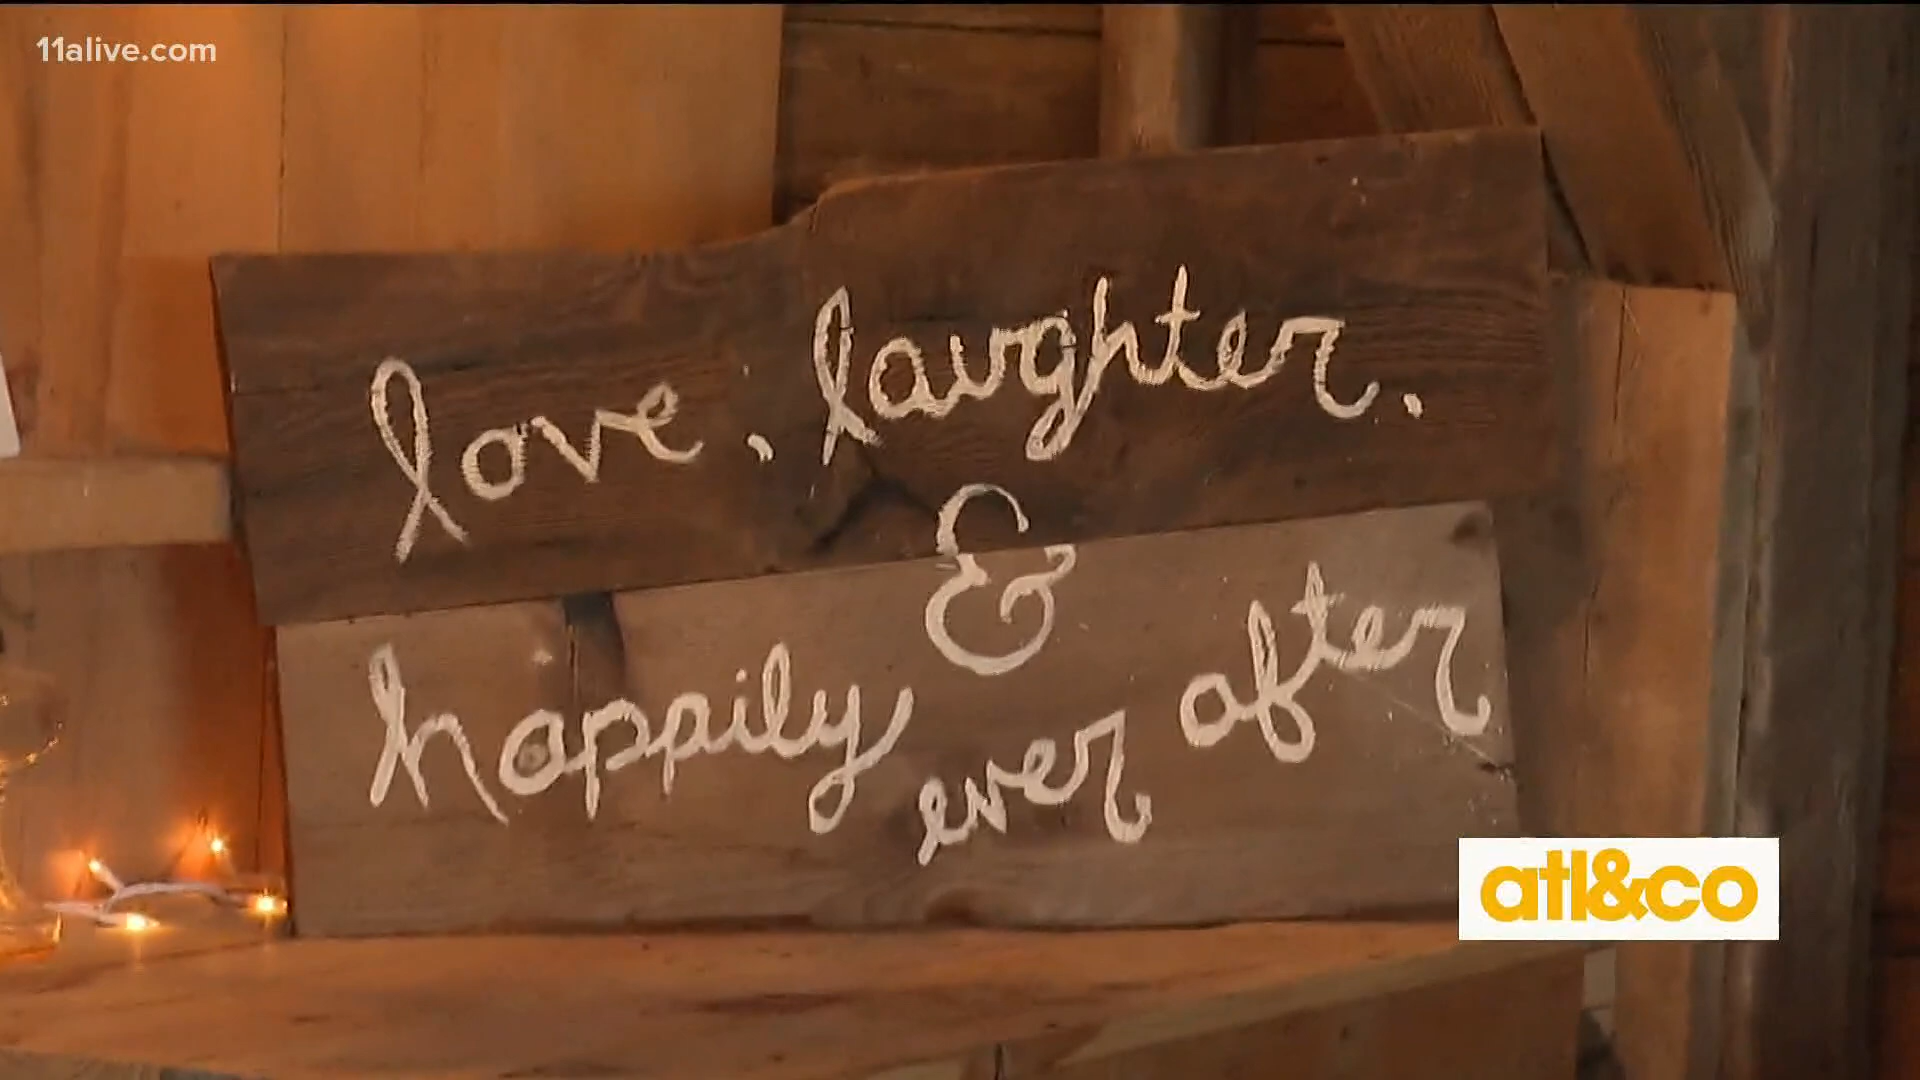 11alive.com
love, laughter,
&
happily
ever after
atl&co